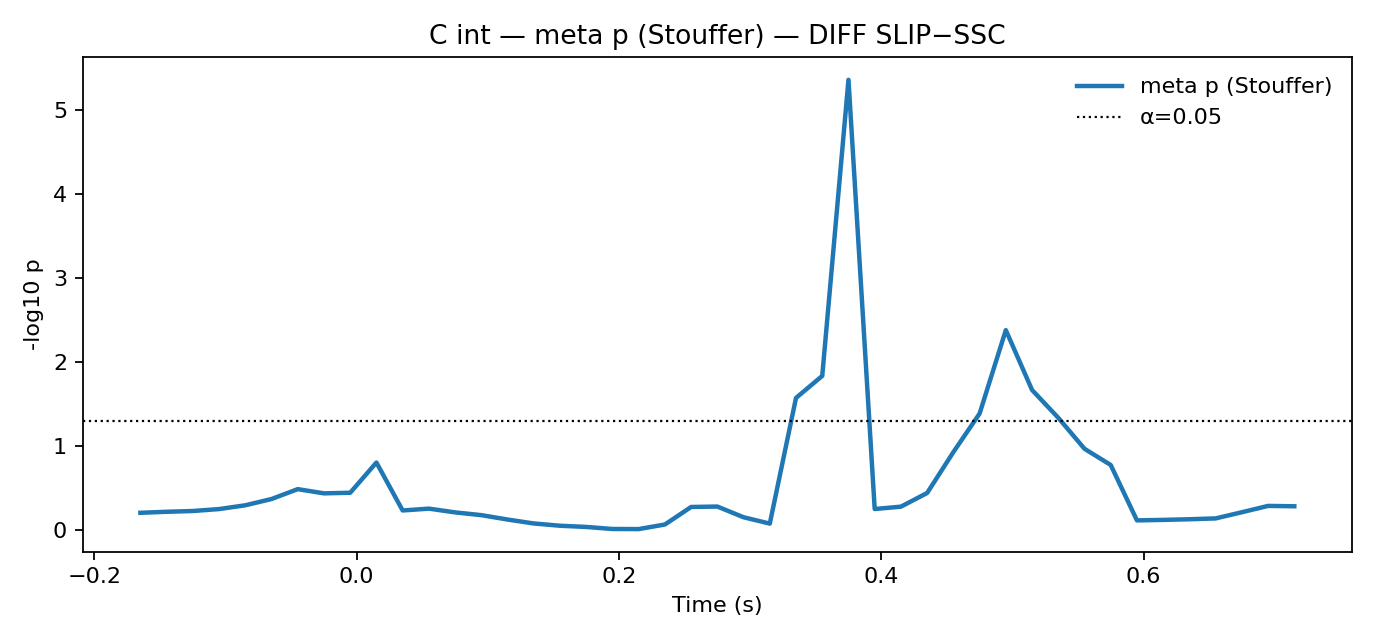 C int — meta p (Stouffer) — DIFF SLIP−SSC
meta p (Stouffer)
α=0.05
5
4
3
2
1
0
-log10 p
−0.2
0.0
0.2
0.4
0.6
Time (s)